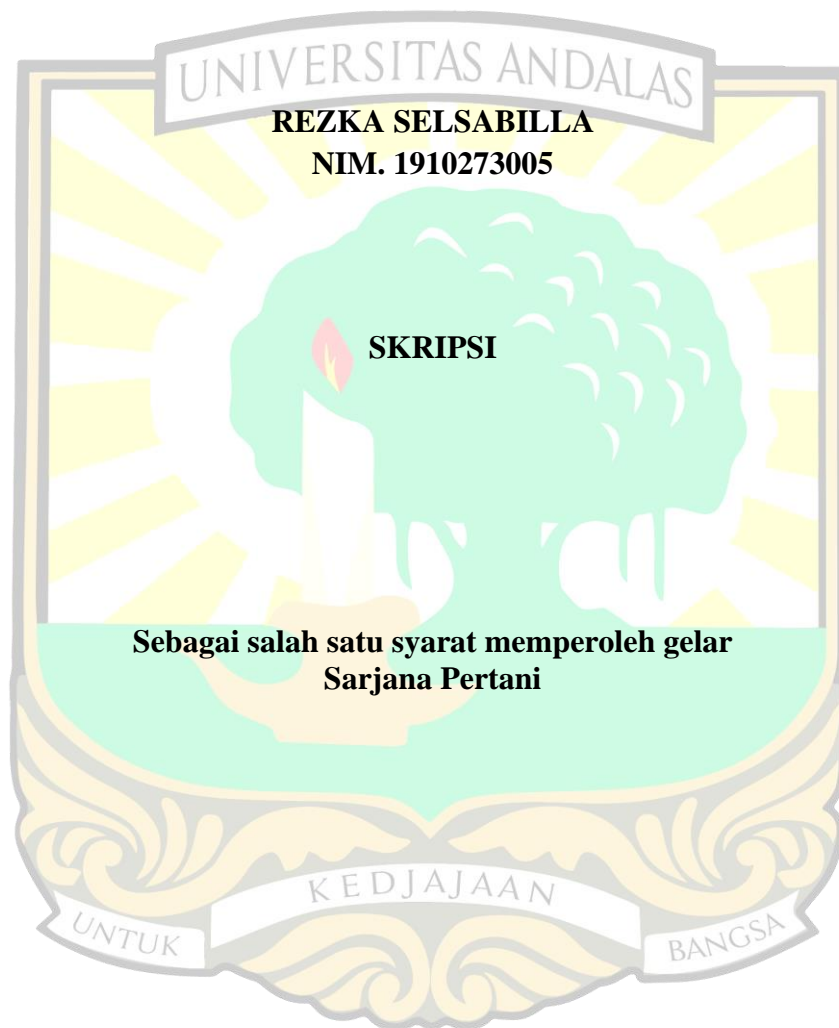 UNIVERSITAS ANDALAS
REZKA SELSABILLA
NIM. 1910273005
SKRIPSI
Sebagai salah satu syarat memperoleh gelar
Sarjana Pertani
KEDJAJAAN
UNTUK
BANGSA